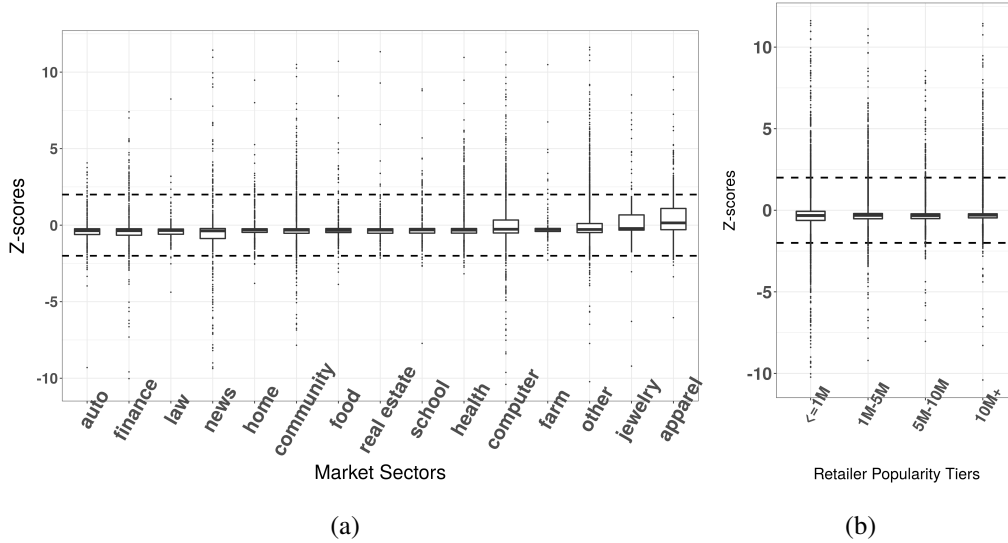 Z-scores
10
5
0
-5
-10
auto
finance
law
news
home
community
food
real estate
school
health
computer
farm
other
jewelry
apparel
Market Sectors
(a)
Z-scores
10
5
0
-5
-10
<=1M
1M-5M
5M-10M
10M+
Retailer Popularity Tiers
(b)